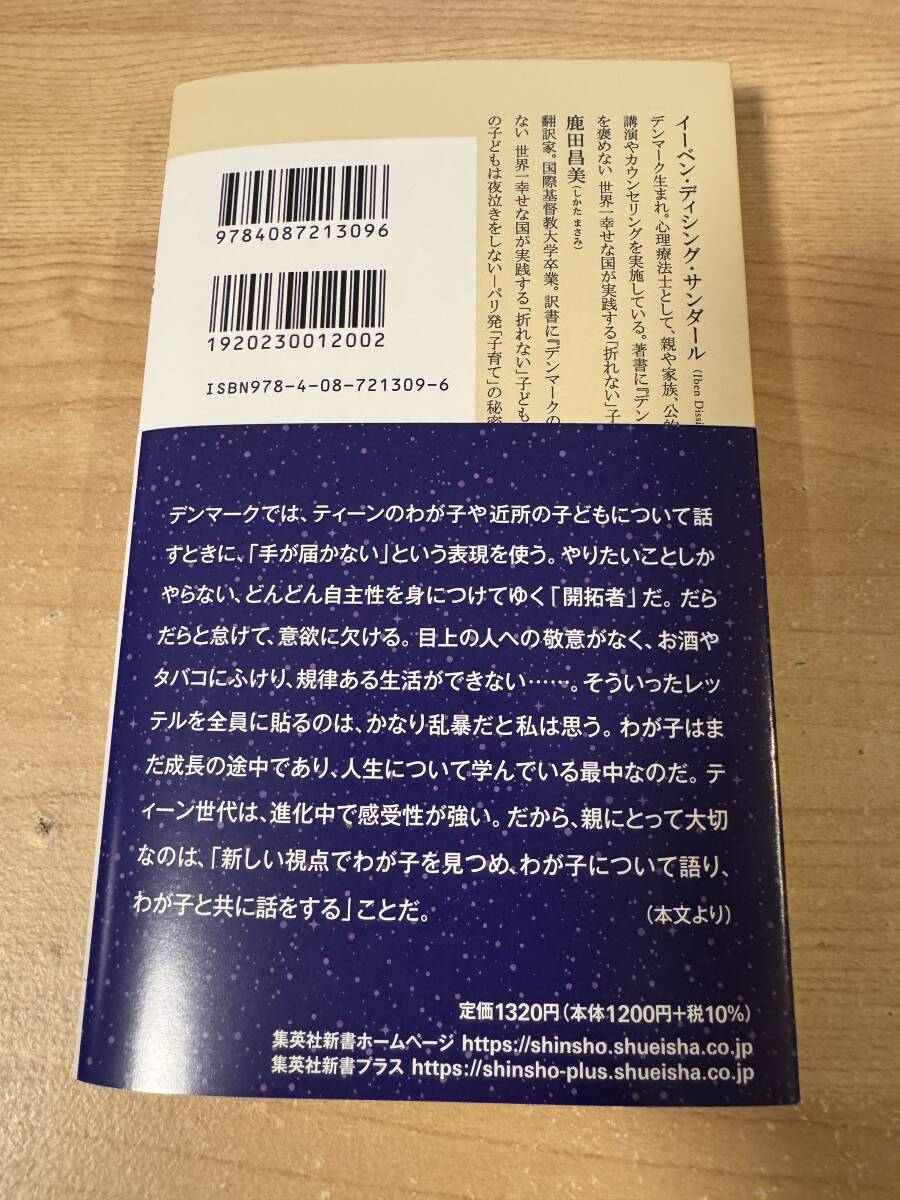 イーベン・ディシング・サンダール(Iben Dissi
デンマーク生まれ。心理療法士として、親や家族、公的
講演やカウンセリングを実施している。著書に『デン
を褒めない 世界一幸せな国が実践する「折れない」子
鹿田昌美(しかた まさみ)
翻訳家。国際基督教大学卒業。訳書に『デンマークの
ない 世界一幸せな国が実践する「折れない」子ども
の子どもは夜泣きをしない―パリ発「子育て」の秘密
9784087213096
1920230012002
ISBN978-4-08-721309-6
デンマークでは、ティーンのわが子や近所の子どもについて話
すときに、「手が届かない」という表現を使う。やりたいことしか
やらない、どんどん自主性を身につけてゆく「開拓者」だ。だら
だらと怠けて、意欲に欠ける。目上の人への敬意がなく、お酒や
タバコにふけり、規律ある生活ができない……。そういったレッ
テルを全員に貼るのは、かなり乱暴だと私は思う。わが子はま
だ成長の途中であり、人生について学んでいる最中なのだ。テ
ィーン世代は、進化中で感受性が強い。だから、親にとって大切
なのは、「新しい視点でわが子を見つめ、わが子について語り、
わが子と共に話をする」ことだ。 (本文より)
定価1320円(本体1200円+税10%)
集英社新書ホームページ https://shinsho.shueisha.co.jp
集英社新書プラス https://shinsho-plus.shueisha.co.jp